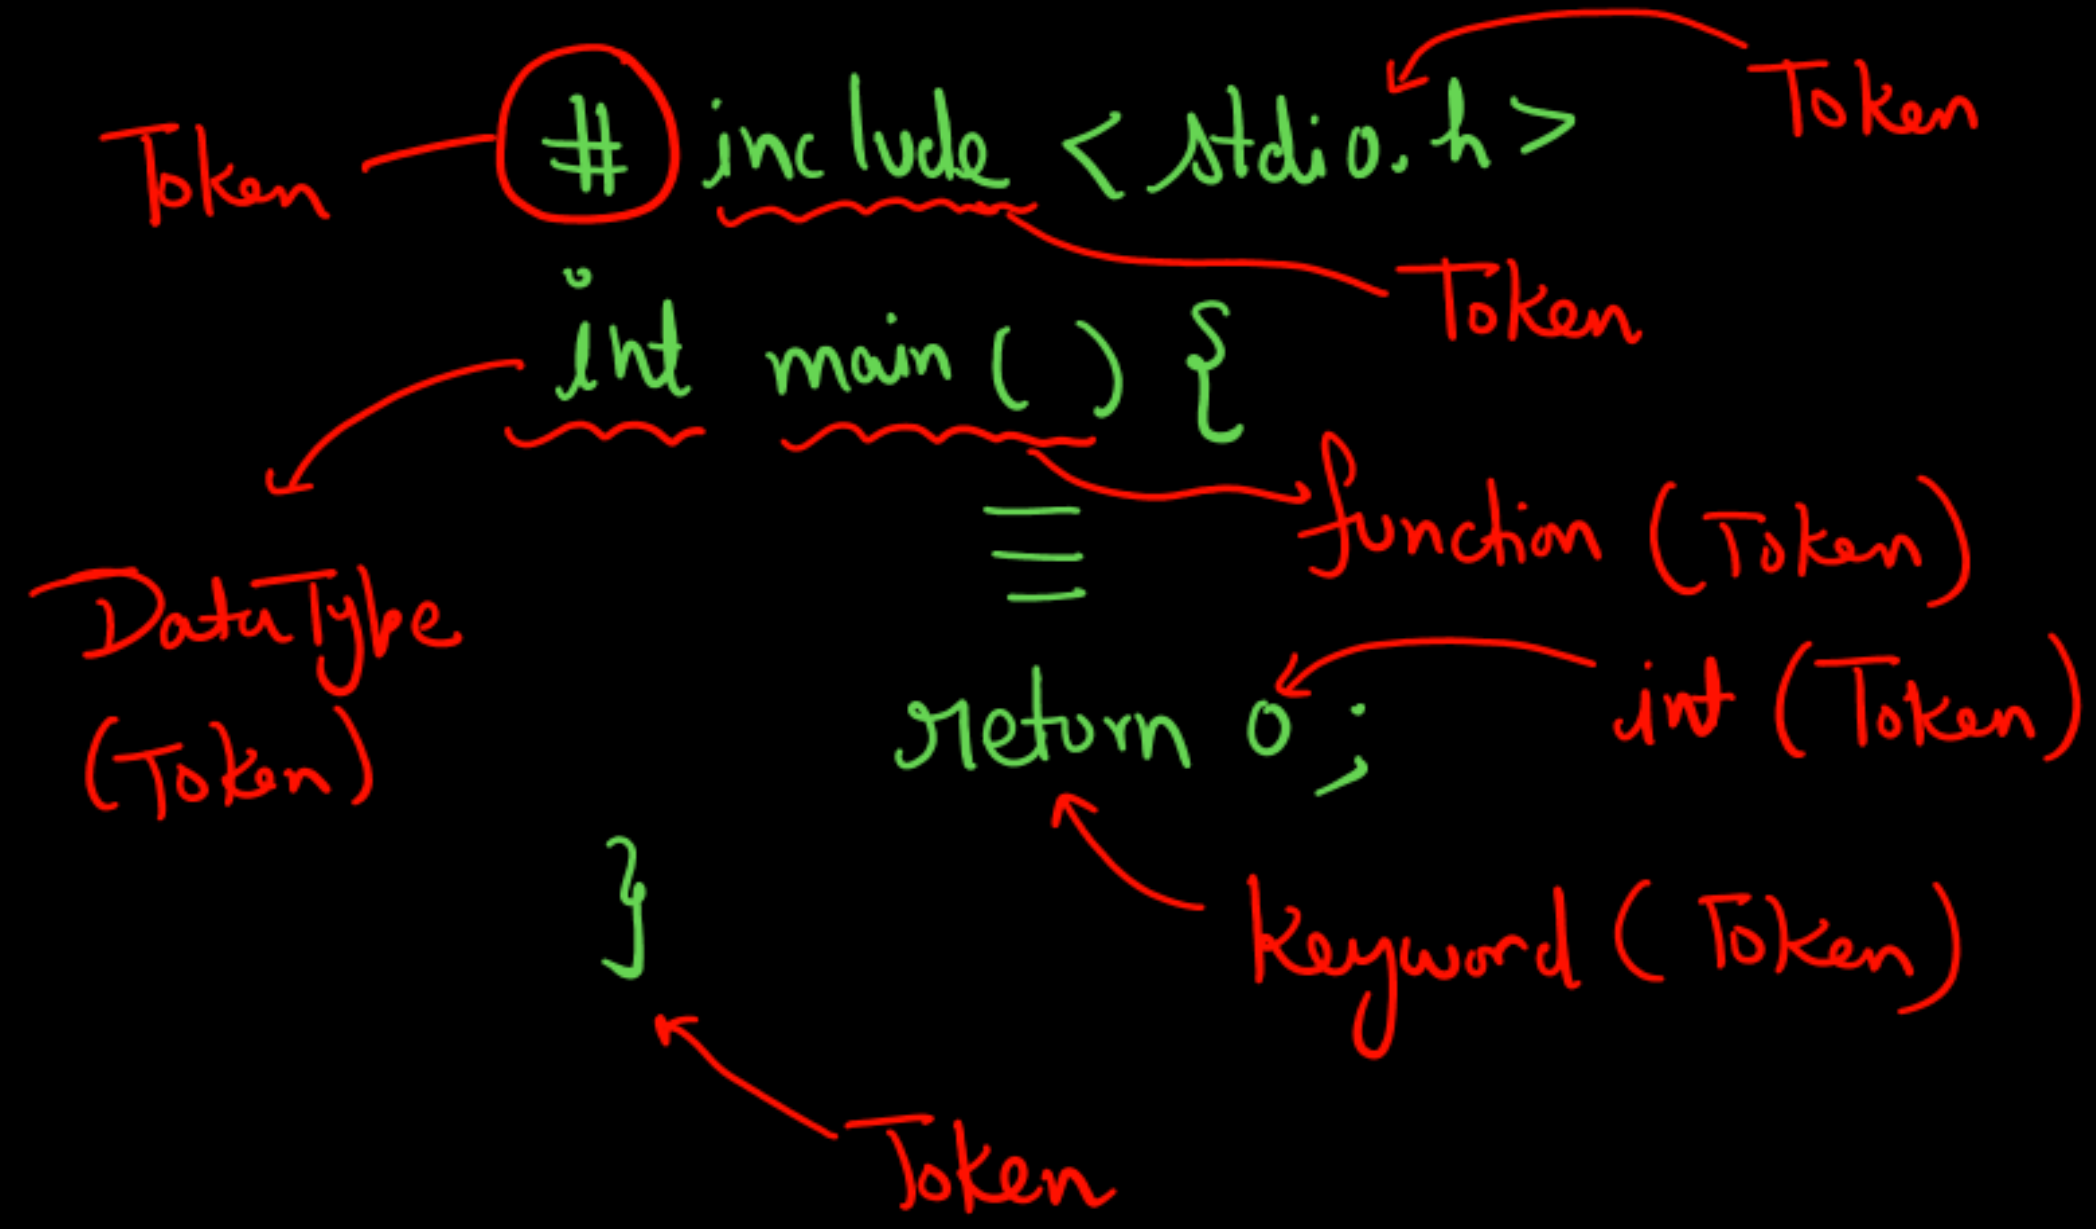 Token
Token # include <stdio.h>
Token
int main ( ) {
function (Token)
DataType
(Token)
return 0 ;
int (Token)
keyword (Token)
}
Token